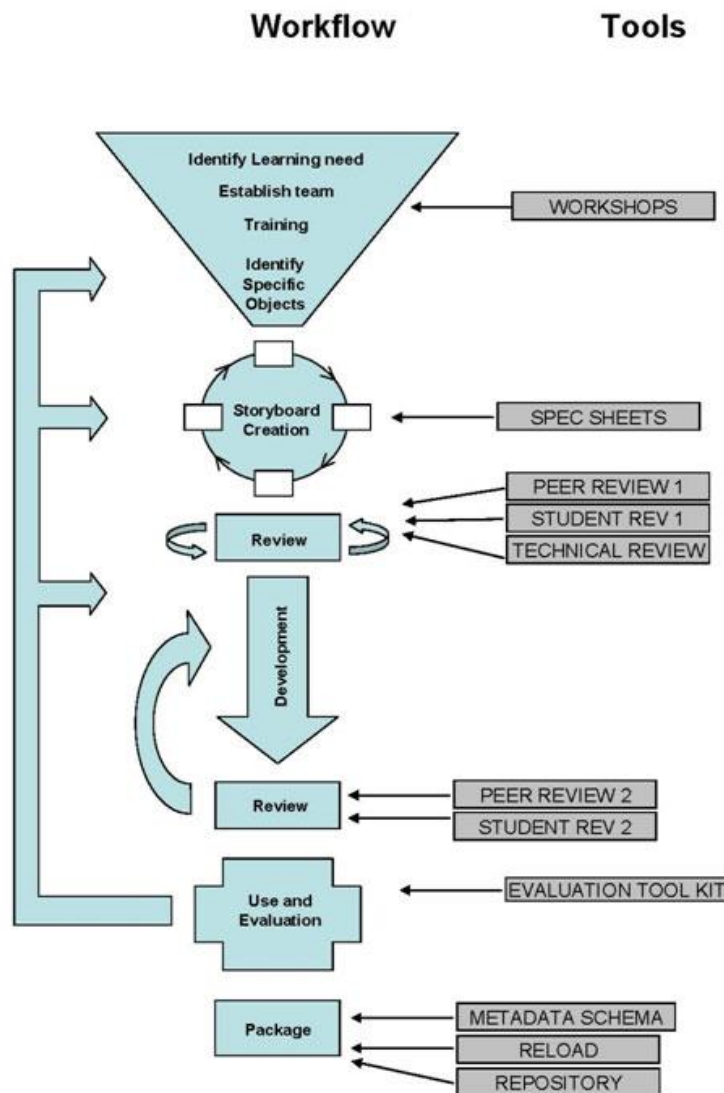 Workflow
Tools
Identify Learning need
Establish team
Training
Identify
Specific
Objects
WORKSHOPS
Storyboard
Creation
SPEC SHEETS
Review
PEER REVIEW 1
STUDENT REV 1
TECHNICAL REVIEW
Development
Review
PEER REVIEW 2
STUDENT REV 2
Use and
Evaluation
EVALUATION TOOL KIT
Package
METADATA SCHEMA
RELOAD
REPOSITORY